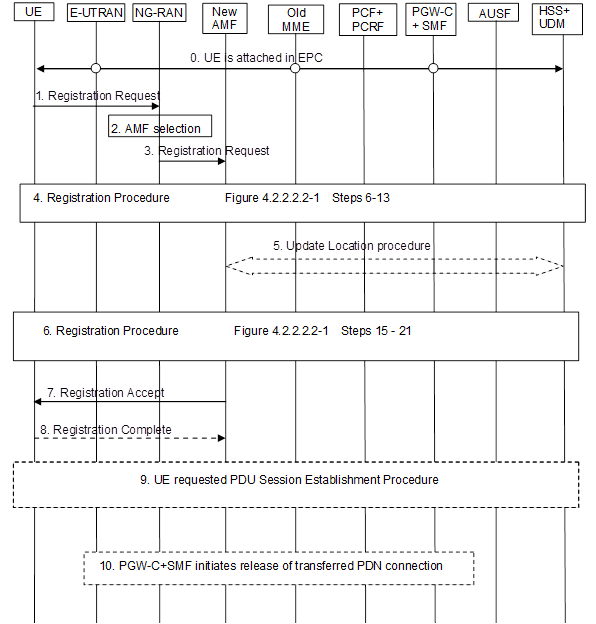 UE
E-UTRAN
NG-RAN
New
AMF
Old
MME
PCF+
PCRF
PGW-C
+ SMF
AUSF
HSS+
UDM
0. UE is attached in EPC
1. Registration Request
2. AMF selection
3. Registration Request
4. Registration Procedure Figure 4.2.2.2.2-1 Steps 6-13
5. Update Location procedure
6. Registration Procedure Figure 4.2.2.2.2-1 Steps 15 - 21
7. Registration Accept
8. Registration Complete
9. UE requested PDU Session Establishment Procedure
10. PGW-C+SMF initiates release of transferred PDN connection